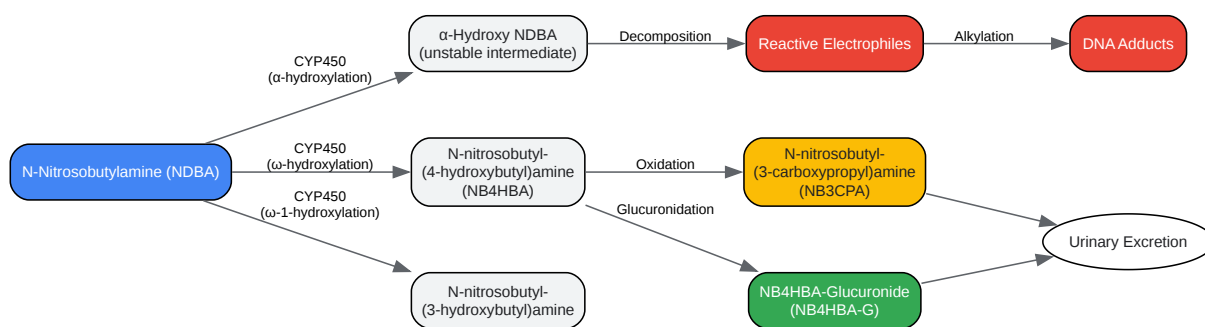 α-Hydroxy NDBA
(unstable intermediate)
Decomposition
Reactive Electrophiles
Alkylation
DNA Adducts
CYP450
(α-hydroxylation)
N-Nitrosobutylamine (NDBA)
CYP450
(ω-hydroxylation)
N-nitrosobutyl-
(4-hydroxybutyl)amine
(NB4HBA)
Oxidation
N-nitrosobutyl-
(3-carboxypropyl)amine
(NB3CPA)
CYP450
(ω-1-hydroxylation)
Glucuronidation
Urinary Excretion
N-nitrosobutyl-
(3-hydroxybutyl)amine
NB4HBA-Glucuronide
(NB4HBA-G)